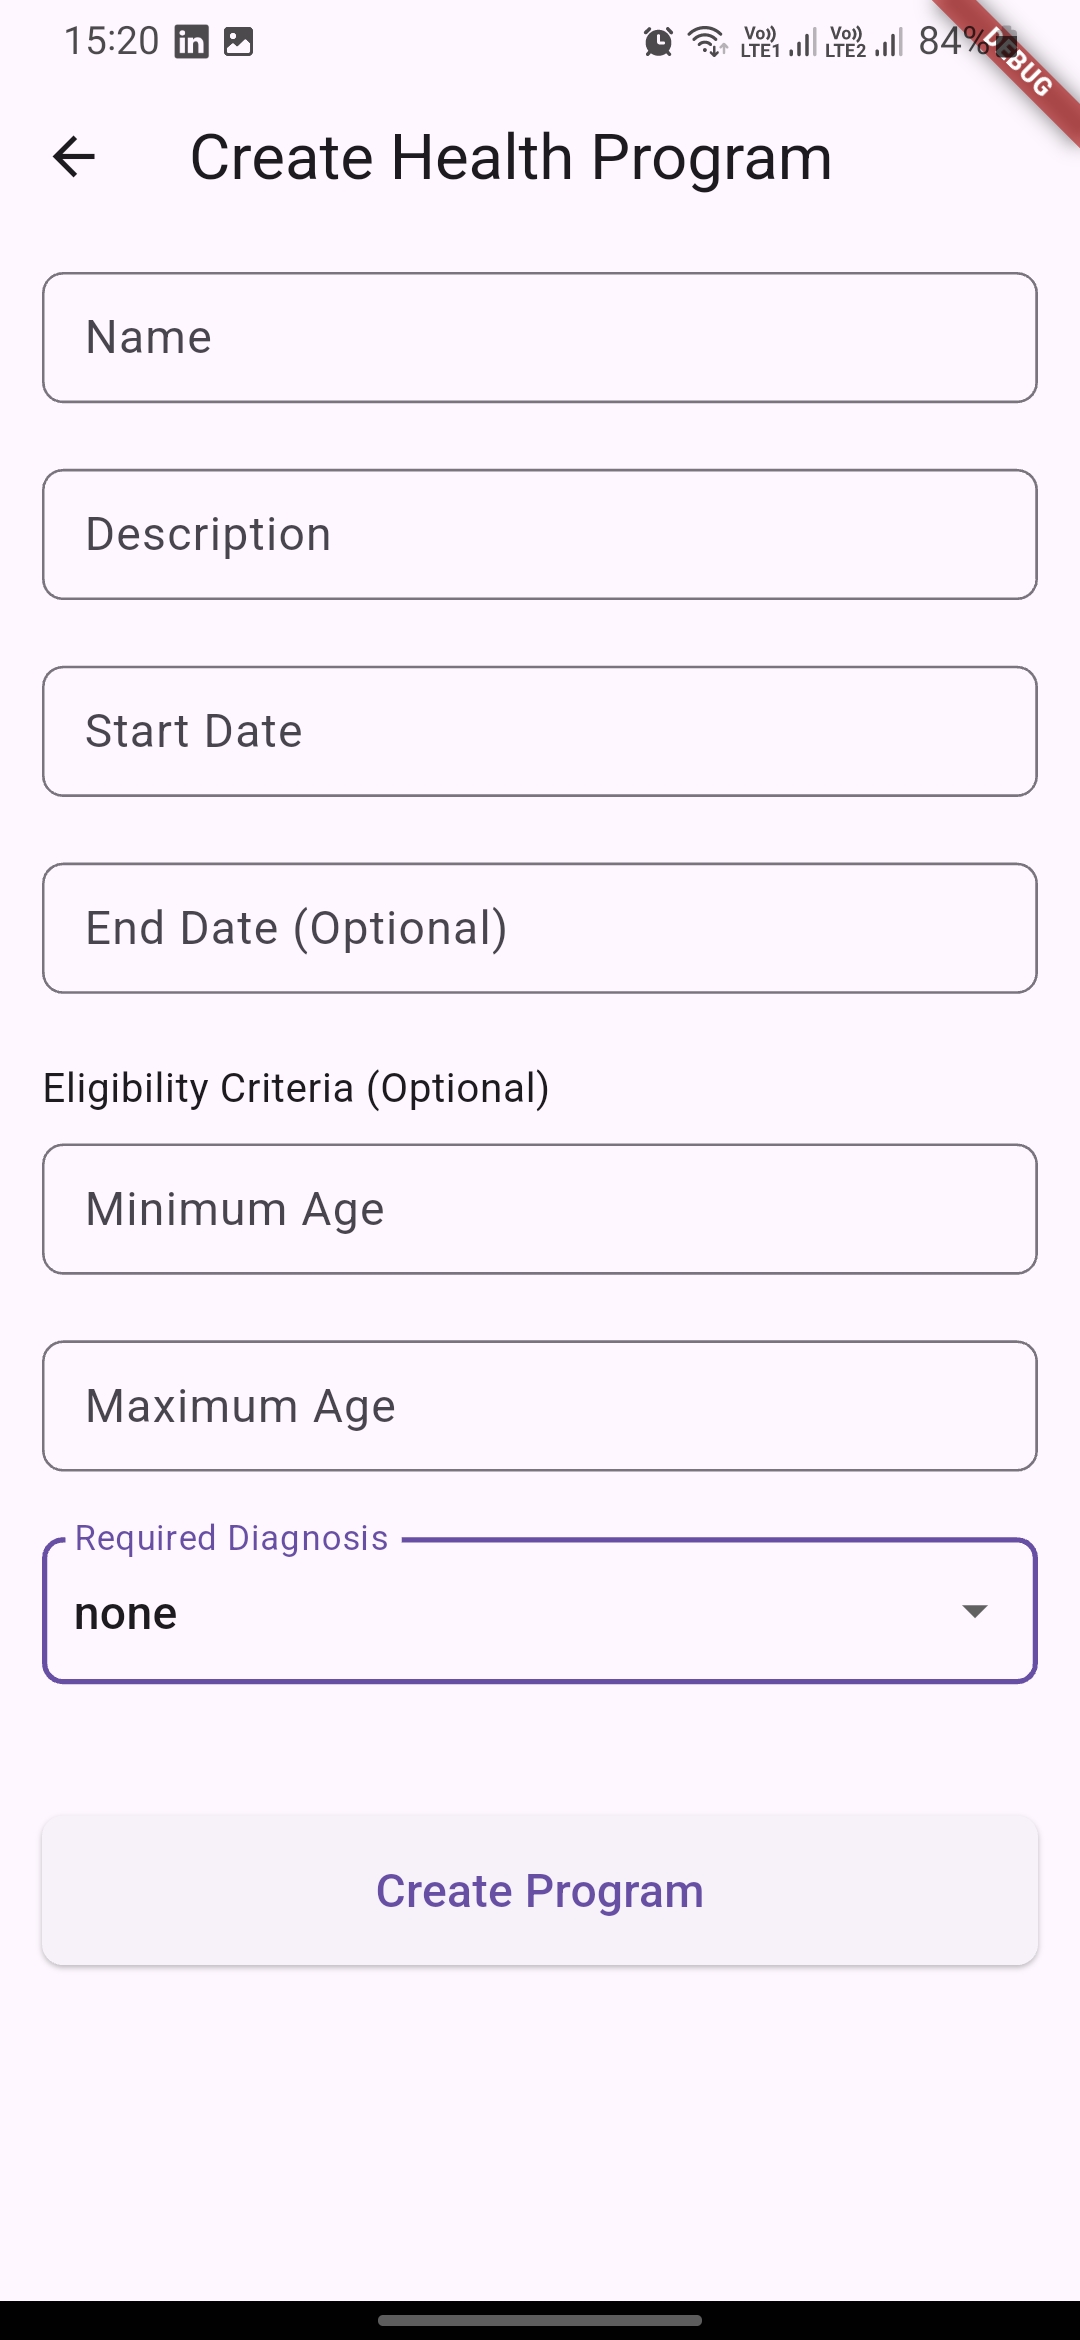 15:20 in Vo)) LTE1 Vo)) LTE2 84%
DEBUG
Create Health Program
Name
Description
Start Date
End Date (Optional)
Eligibility Criteria (Optional)
Minimum Age
Maximum Age
Required Diagnosis
none
Create Program